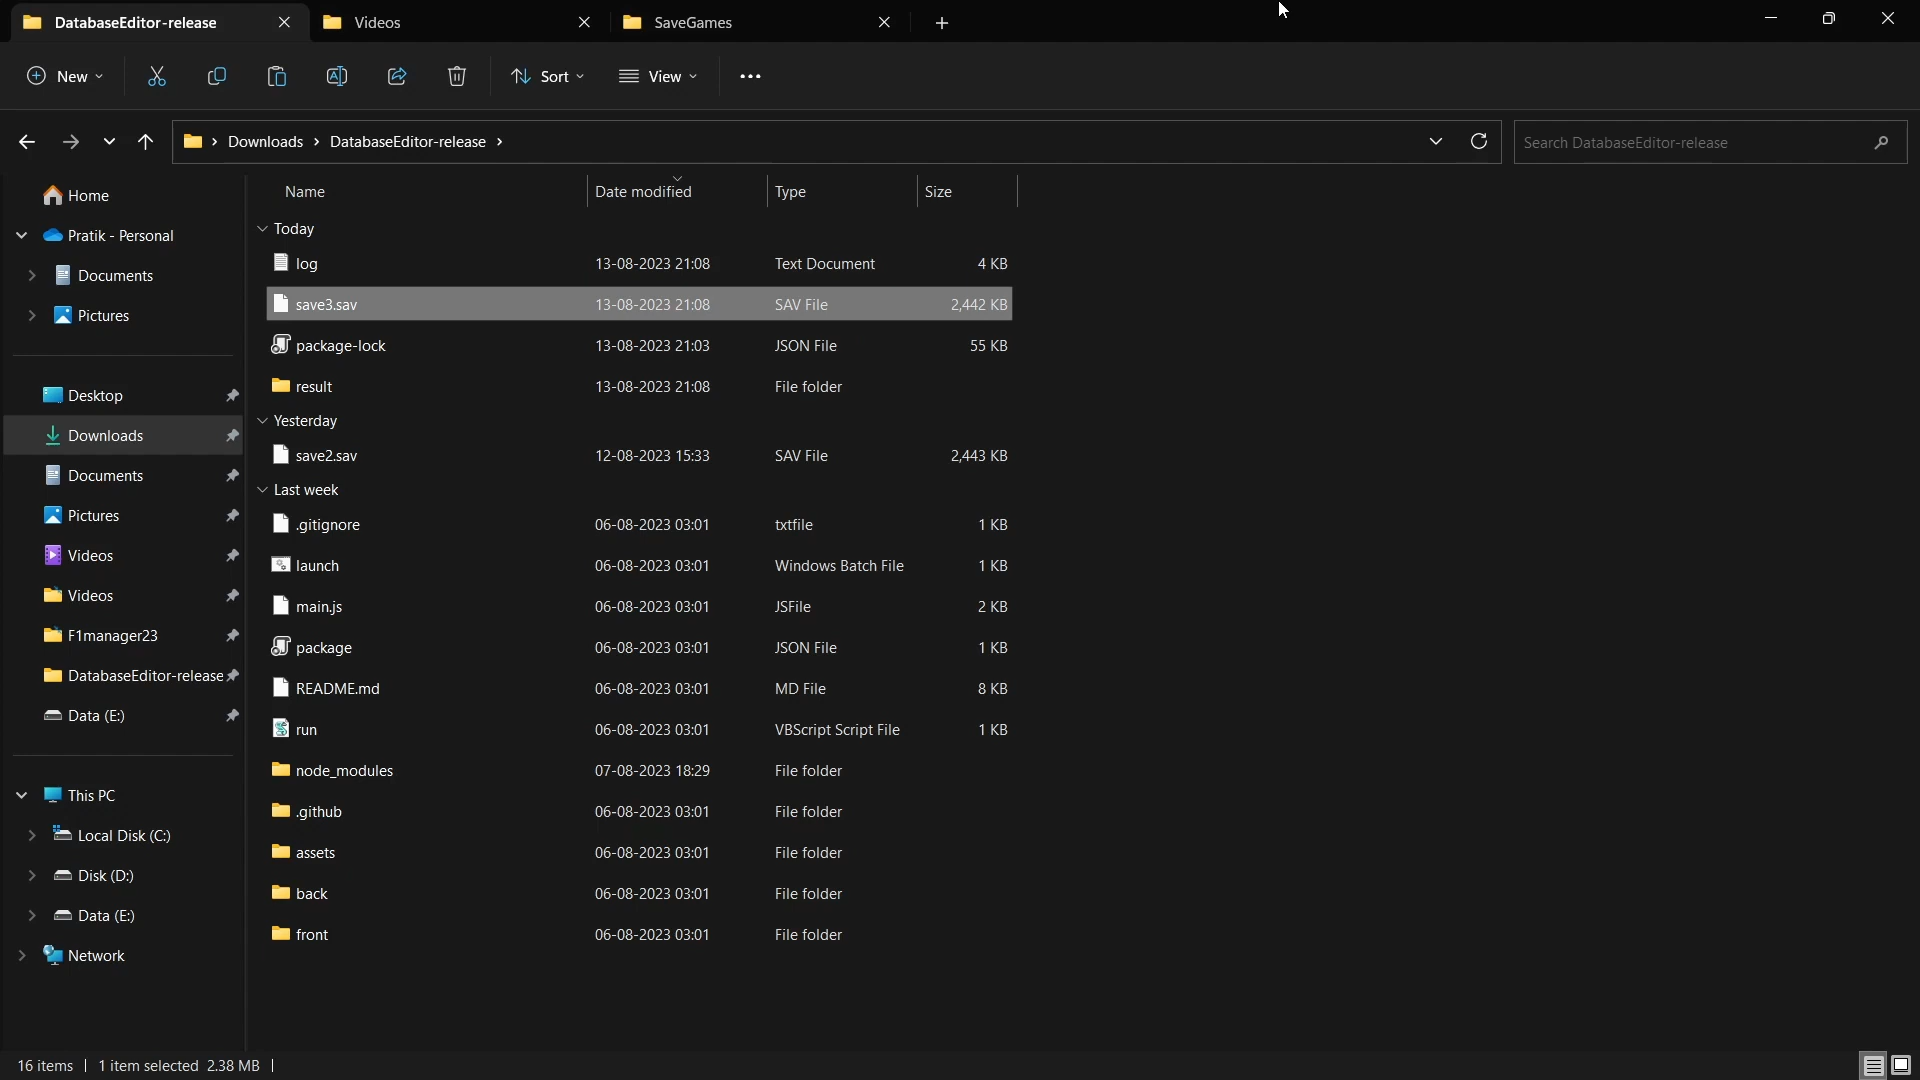 DatabaseEditor-release
Videos
SaveGames
New
Sort
View
Downloads
DatabaseEditor-release
Search DatabaseEditor-release
Home
Pratik - Personal
Documents
Pictures
Desktop
Downloads
Documents
Pictures
Videos
Videos
F1manager23
DatabaseEditor-release
Data (E:)
This PC
Local Disk (C:)
Disk (D:)
Data (E:)
Network
Name Date modified Type Size
Today
log 13-08-2023 21:08 Text Document 4 KB
save3.sav 13-08-2023 21:08 SAV File 2,442 KB
package-lock 13-08-2023 21:03 JSON File 55 KB
result 13-08-2023 21:08 File folder
Yesterday
save2.sav 12-08-2023 15:33 SAV File 2,443 KB
Last week
.gitignore 06-08-2023 03:01 txtfile 1 KB
launch 06-08-2023 03:01 Windows Batch File 1 KB
main.js 06-08-2023 03:01 JSFile 2 KB
package 06-08-2023 03:01 JSON File 1 KB
README.md 06-08-2023 03:01 MD File 8 KB
run 06-08-2023 03:01 VBScript Script File 1 KB
node_modules 07-08-2023 18:29 File folder
.github 06-08-2023 03:01 File folder
assets 06-08-2023 03:01 File folder
back 06-08-2023 03:01 File folder
front 06-08-2023 03:01 File folder
16 items 1 item selected 2.38 MB